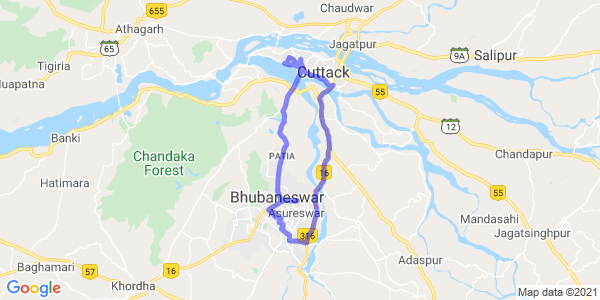 Chaudwar
655
Athagarh
Jagatpur
65
Salipur
9A
Tigiria
Cuttack
Huapatna
55
12
Banki
Chandaka
Forest
PATIA
Chandapur
Hatimara
16
55
Bhubaneswar
Asureswar
Mandasahi
316
Jagatsinghpur
Baghamari
57
16
Adaspur
Khordha
Google
Map data ©2021